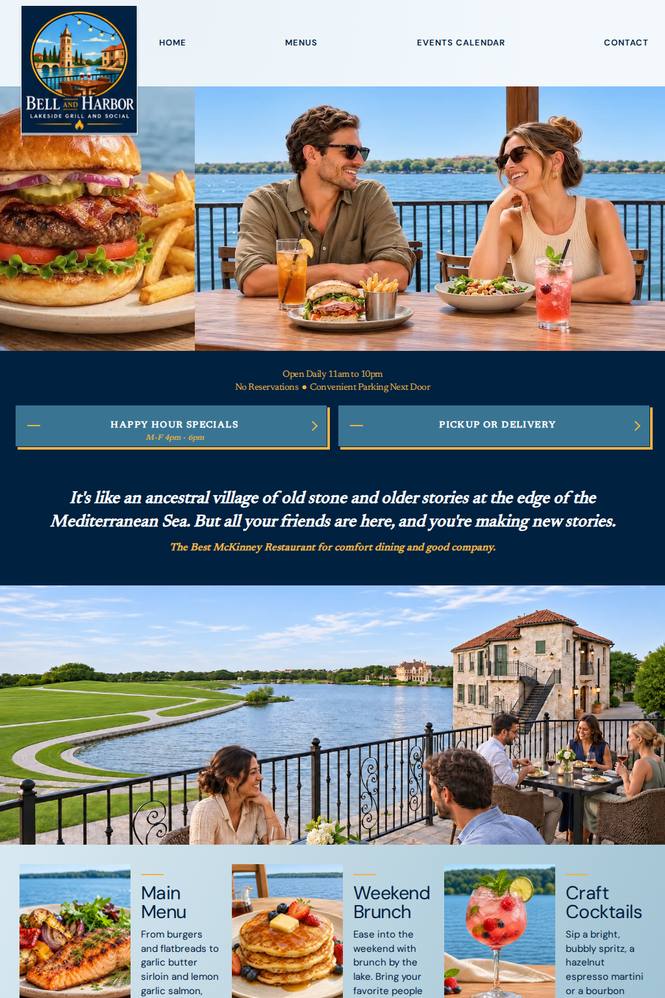 BELL AND HARBOR
LAKESIDE GRILL AND SOCIAL
HOME
MENUS
EVENTS CALENDAR
CONTACT
Open Daily 11am to 10pm
No Reservations ● Convenient Parking Next Door
HAPPY HOUR SPECIALS
M-F 4pm - 6pm
PICKUP OR DELIVERY
It's like an ancestral village of old stone and older stories at the edge of the
Mediterranean Sea. But all your friends are here, and you're making new stories.
The Best McKinney Restaurant for comfort dining and good company.
Main
Menu
From burgers
and flatbreads to
garlic butter
sirloin and lemon
garlic salmon,
Weekend
Brunch
Ease into the
weekend with
brunch by the
lake. Bring your
favorite people
Craft
Cocktails
Sip a bright,
bubbly spritz, a
hazelnut
espresso martini
or a bourbon